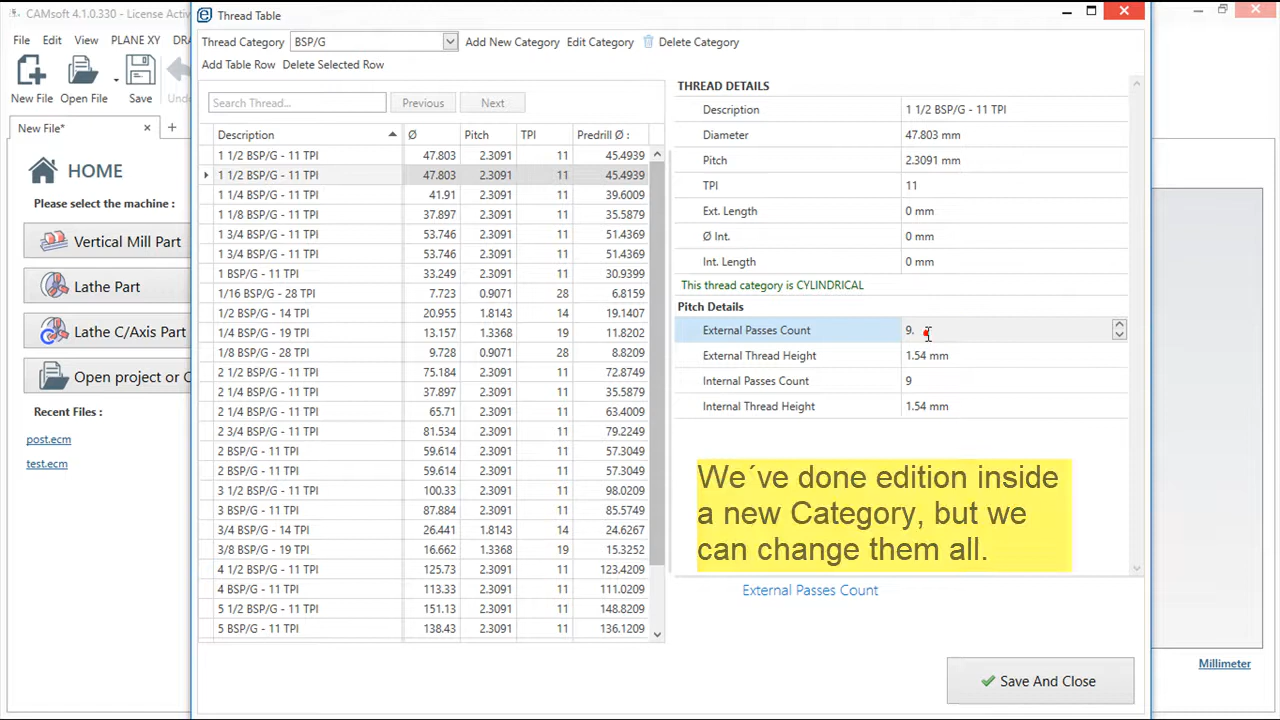 CAMsoft 4.1.0.330 - License Activ
Thread Table
File Edit View PLANE XY DRA
Thread Category BSP/G Add New Category Edit Category Delete Category
Add Table Row Delete Selected Row
New File Open File Save Undo
New File*
HOME
Please select the machine :
Vertical Mill Part
Lathe Part
Lathe C/Axis Part
Open project or C
Recent Files :
post.ecm
test.ecm
Search Thread... Previous Next
Description Ø Pitch TPI Predrill Ø :
1 1/2 BSP/G - 11 TPI 47.803 2.3091 11 45.4939
1 1/2 BSP/G - 11 TPI 47.803 2.3091 11 45.4939
1 1/4 BSP/G - 11 TPI 41.91 2.3091 11 39.6009
1 1/8 BSP/G - 11 TPI 37.897 2.3091 11 35.5879
1 3/4 BSP/G - 11 TPI 53.746 2.3091 11 51.4369
1 3/4 BSP/G - 11 TPI 53.746 2.3091 11 51.4369
1 BSP/G - 11 TPI 33.249 2.3091 11 30.9399
1/16 BSP/G - 28 TPI 7.723 0.9071 28 6.8159
1/2 BSP/G - 14 TPI 20.955 1.8143 14 19.1407
1/4 BSP/G - 19 TPI 13.157 1.3368 19 11.8202
1/8 BSP/G - 28 TPI 9.728 0.9071 28 8.8209
2 1/2 BSP/G - 11 TPI 75.184 2.3091 11 72.8749
2 1/4 BSP/G - 11 TPI 37.897 2.3091 11 35.5879
2 1/4 BSP/G - 11 TPI 65.71 2.3091 11 63.4009
2 3/4 BSP/G - 11 TPI 81.534 2.3091 11 79.2249
2 BSP/G - 11 TPI 59.614 2.3091 11 57.3049
2 BSP/G - 11 TPI 59.614 2.3091 11 57.3049
3 1/2 BSP/G - 11 TPI 100.33 2.3091 11 98.0209
3 BSP/G - 11 TPI 87.884 2.3091 11 85.5749
3/4 BSP/G - 14 TPI 26.441 1.8143 14 24.6267
3/8 BSP/G - 19 TPI 16.662 1.3368 19 15.3252
4 1/2 BSP/G - 11 TPI 125.73 2.3091 11 123.4209
4 BSP/G - 11 TPI 113.33 2.3091 11 111.0209
5 1/2 BSP/G - 11 TPI 151.13 2.3091 11 148.8209
5 BSP/G - 11 TPI 138.43 2.3091 11 136.1209
THREAD DETAILS
Description 1 1/2 BSP/G - 11 TPI
Diameter 47.803 mm
Pitch 2.3091 mm
TPI 11
Ext. Length 0 mm
Ø Int. 0 mm
Int. Length 0 mm
This thread category is CYLINDRICAL
Pitch Details
External Passes Count 9.
External Thread Height 1.54 mm
Internal Passes Count 9
Internal Thread Height 1.54 mm
We´ve done edition inside
a new Category, but we
can change them all.
External Passes Count
Save And Close
Millimeter